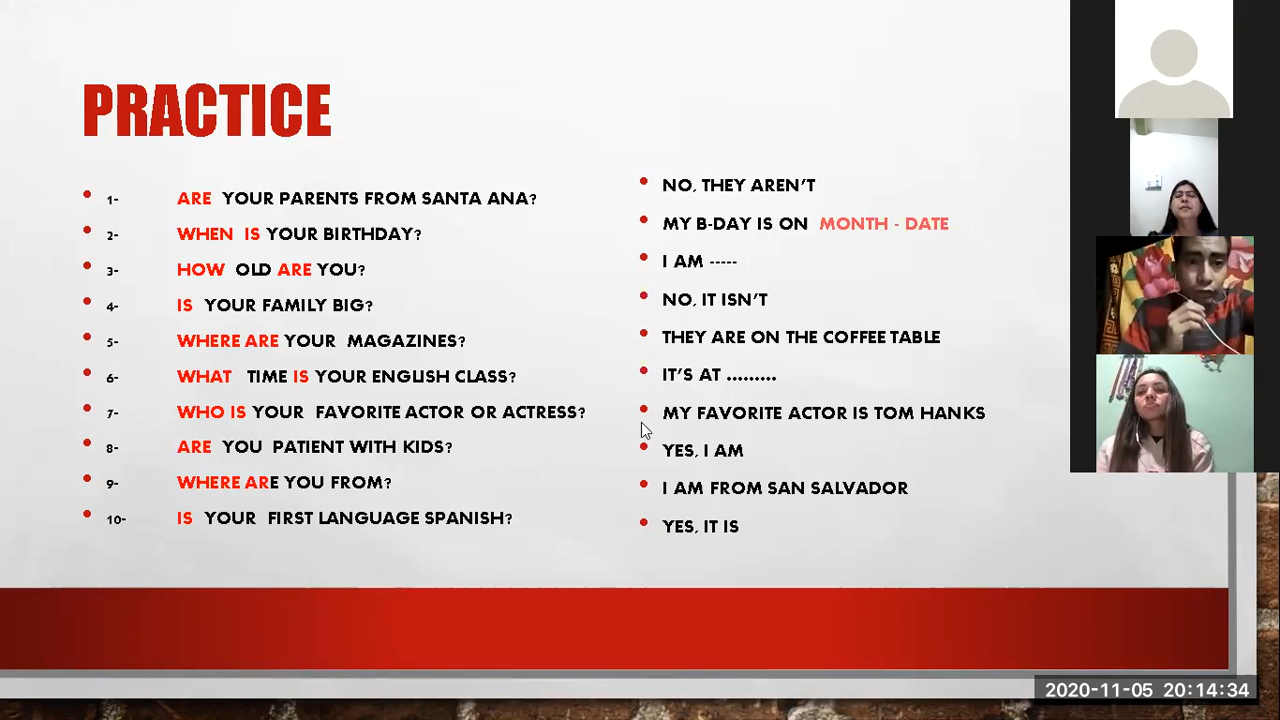 PRACTICE
1- ARE YOUR PARENTS FROM SANTA ANA?
2- WHEN IS YOUR BIRTHDAY?
3- HOW OLD ARE YOU?
4- IS YOUR FAMILY BIG?
5- WHERE ARE YOUR MAGAZINES?
6- WHAT TIME IS YOUR ENGLISH CLASS?
7- WHO IS YOUR FAVORITE ACTOR OR ACTRESS?
8- ARE YOU PATIENT WITH KIDS?
9- WHERE ARE YOU FROM?
10- IS YOUR FIRST LANGUAGE SPANISH?
NO, THEY AREN'T
MY B-DAY IS ON MONTH - DATE
I AM -----
NO, IT ISN'T
THEY ARE ON THE COFFEE TABLE
IT'S AT .........
MY FAVORITE ACTOR IS TOM HANKS
YES, I AM
I AM FROM SAN SALVADOR
YES, IT IS
2020-11-05 20:14:34